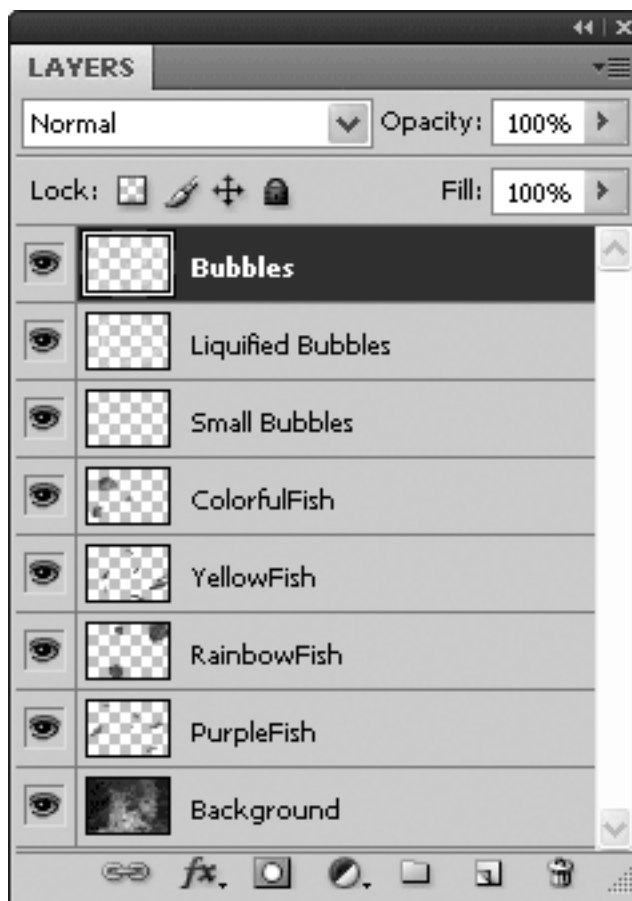 LAYERS
Normal Opacity: 100%
Lock: Fill: 100%
Bubbles
Liquified Bubbles
Small Bubbles
ColorfulFish
YellowFish
RainbowFish
PurpleFish
Background
fx.